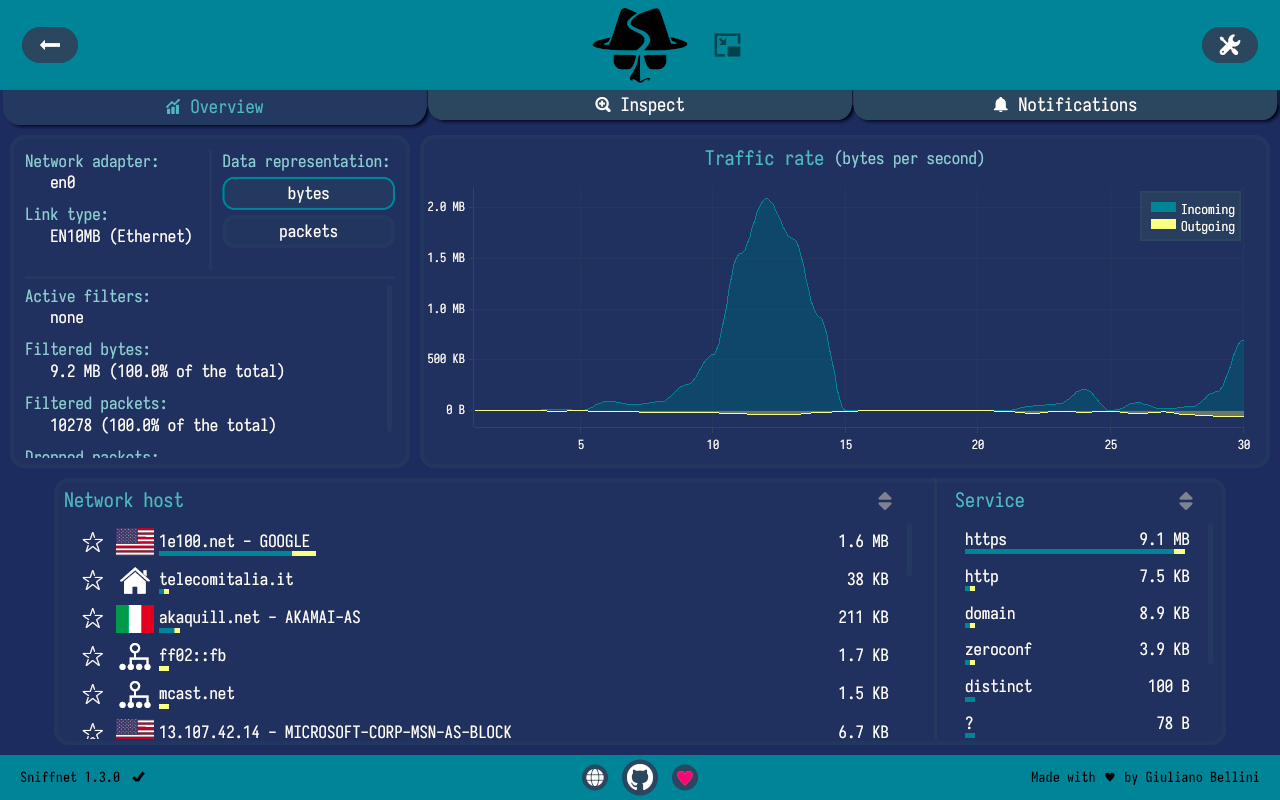 Overview
Inspect
Notifications
Network adapter:
en0
Link type:
EN10MB (Ethernet)
Data representation:
bytes
packets
Active filters:
none
Filtered bytes:
9.2 MB (100.0% of the total)
Filtered packets:
10278 (100.0% of the total)
Dropped packets:
Traffic rate (bytes per second)
2.0 MB
1.5 MB
1.0 MB
500 KB
0 B
5 10 15 20 25 30
Incoming
Outgoing
Network host
1e100.net - GOOGLE 1.6 MB
telecomitalia.it 38 KB
akaquill.net - AKAMAI-AS 211 KB
ff02::fb 1.7 KB
mcast.net 1.5 KB
13.107.42.14 - MICROSOFT-CORP-MSN-AS-BLOCK 6.7 KB
Service
https 9.1 MB
http 7.5 KB
domain 8.9 KB
zeroconf 3.9 KB
distinct 100 B
? 78 B
Sniffnet 1.3.0 ✔
Made with ♥ by Giuliano Bellini